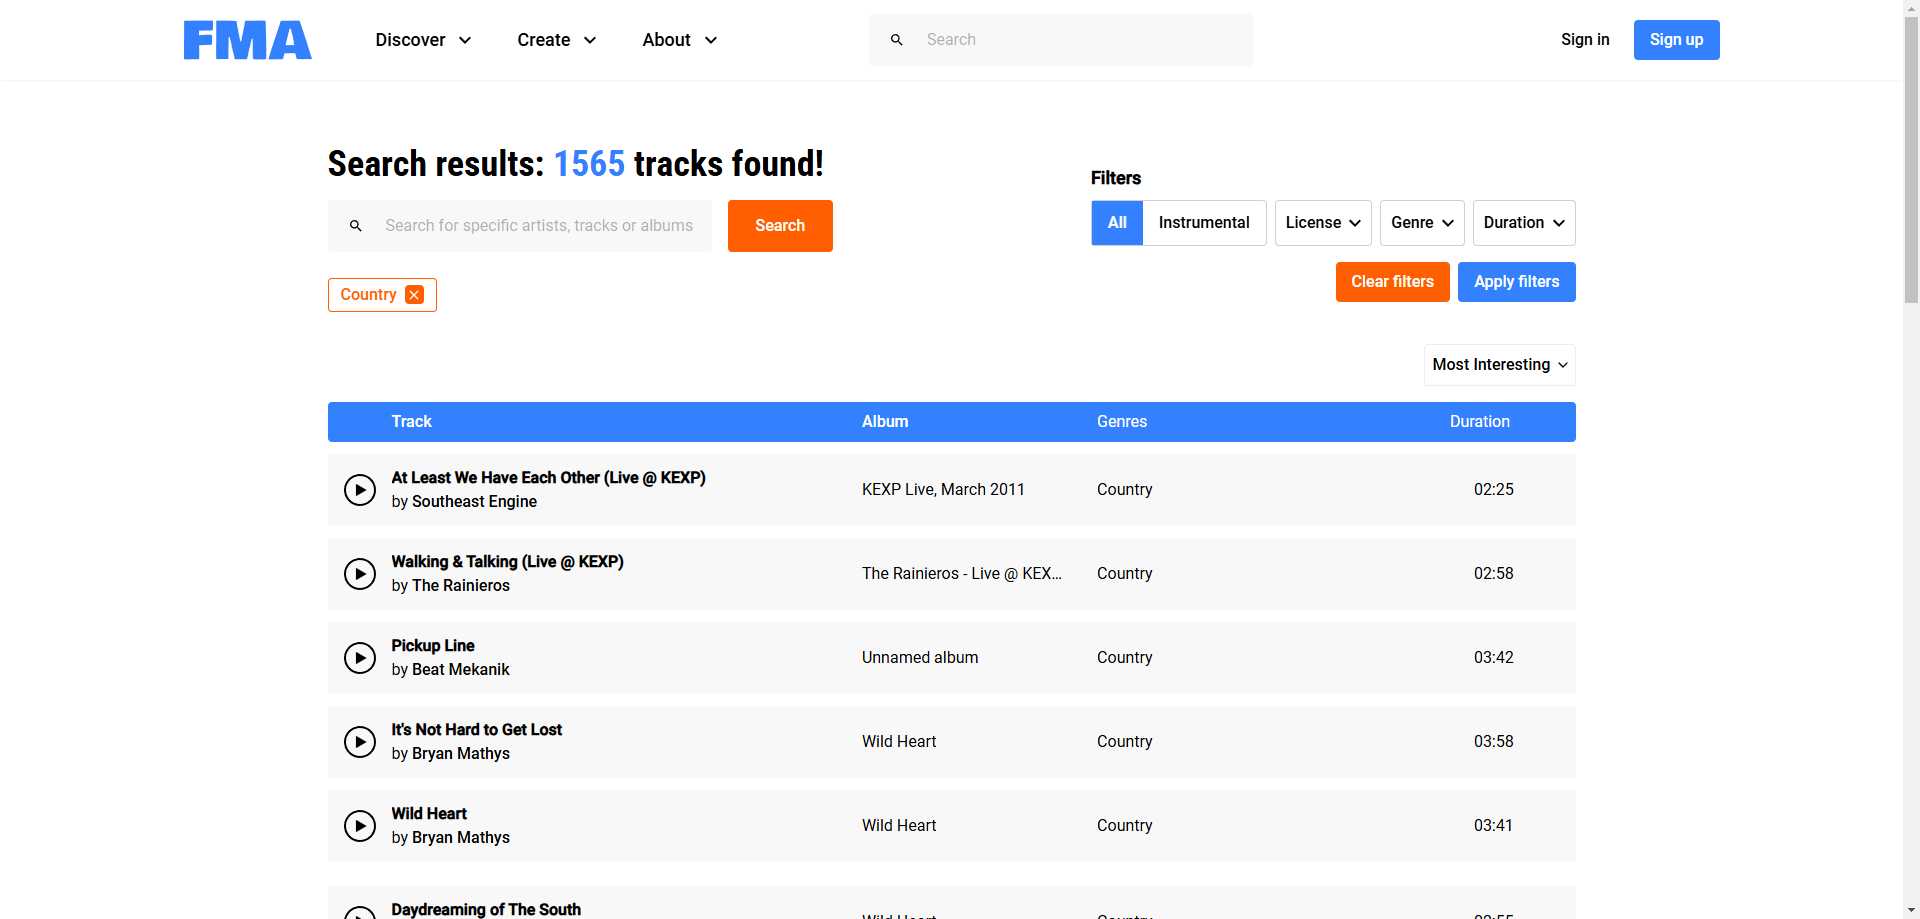 FMA
Discover
Create
About
Search
Sign in
Sign up
Search results: 1565 tracks found!
Search for specific artists, tracks or albums
Search
Country
Filters
All
Instrumental
License
Genre
Duration
Clear filters
Apply filters
Most Interesting
Track Album Genres Duration
At Least We Have Each Other (Live @ KEXP)
by Southeast Engine
KEXP Live, March 2011
Country
02:25
Walking & Talking (Live @ KEXP)
by The Rainieros
The Rainieros - Live @ KEX...
Country
02:58
Pickup Line
by Beat Mekanik
Unnamed album
Country
03:42
It's Not Hard to Get Lost
by Bryan Mathys
Wild Heart
Country
03:58
Wild Heart
by Bryan Mathys
Wild Heart
Country
03:41
Daydreaming of The South